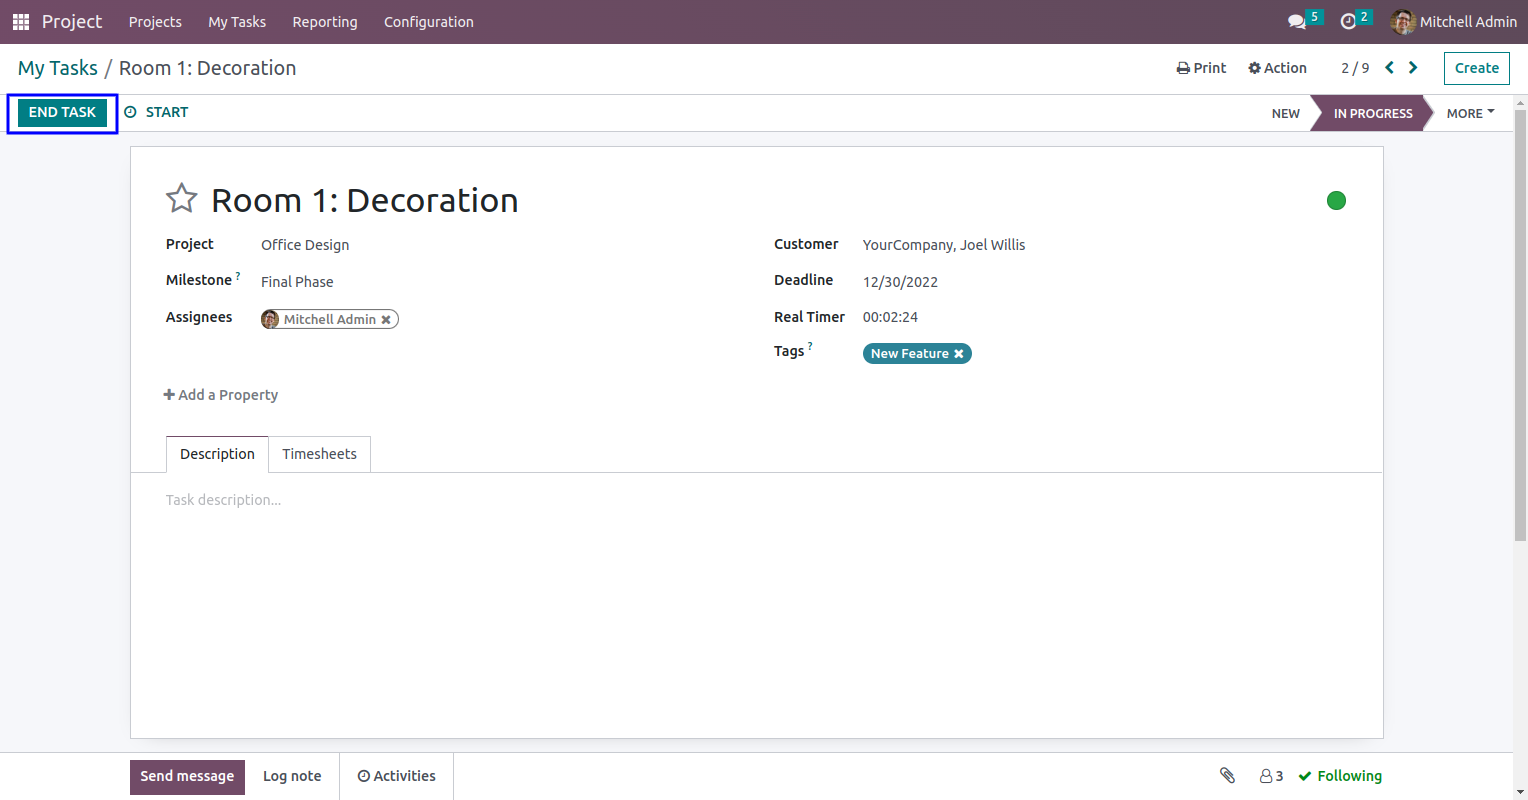 Project Projects My Tasks Reporting Configuration 5 2 Mitchell Admin
My Tasks / Room 1: Decoration Print Action 2 / 9 Create
END TASK START NEW IN PROGRESS MORE
Room 1: Decoration
Project Office Design Customer YourCompany, Joel Willis
Milestone ? Final Phase Deadline 12/30/2022
Assignees Mitchell Admin Real Timer 00:02:24
Tags ? New Feature
Add a Property
Description Timesheets
Task description...
Send message Log note Activities 3 Following